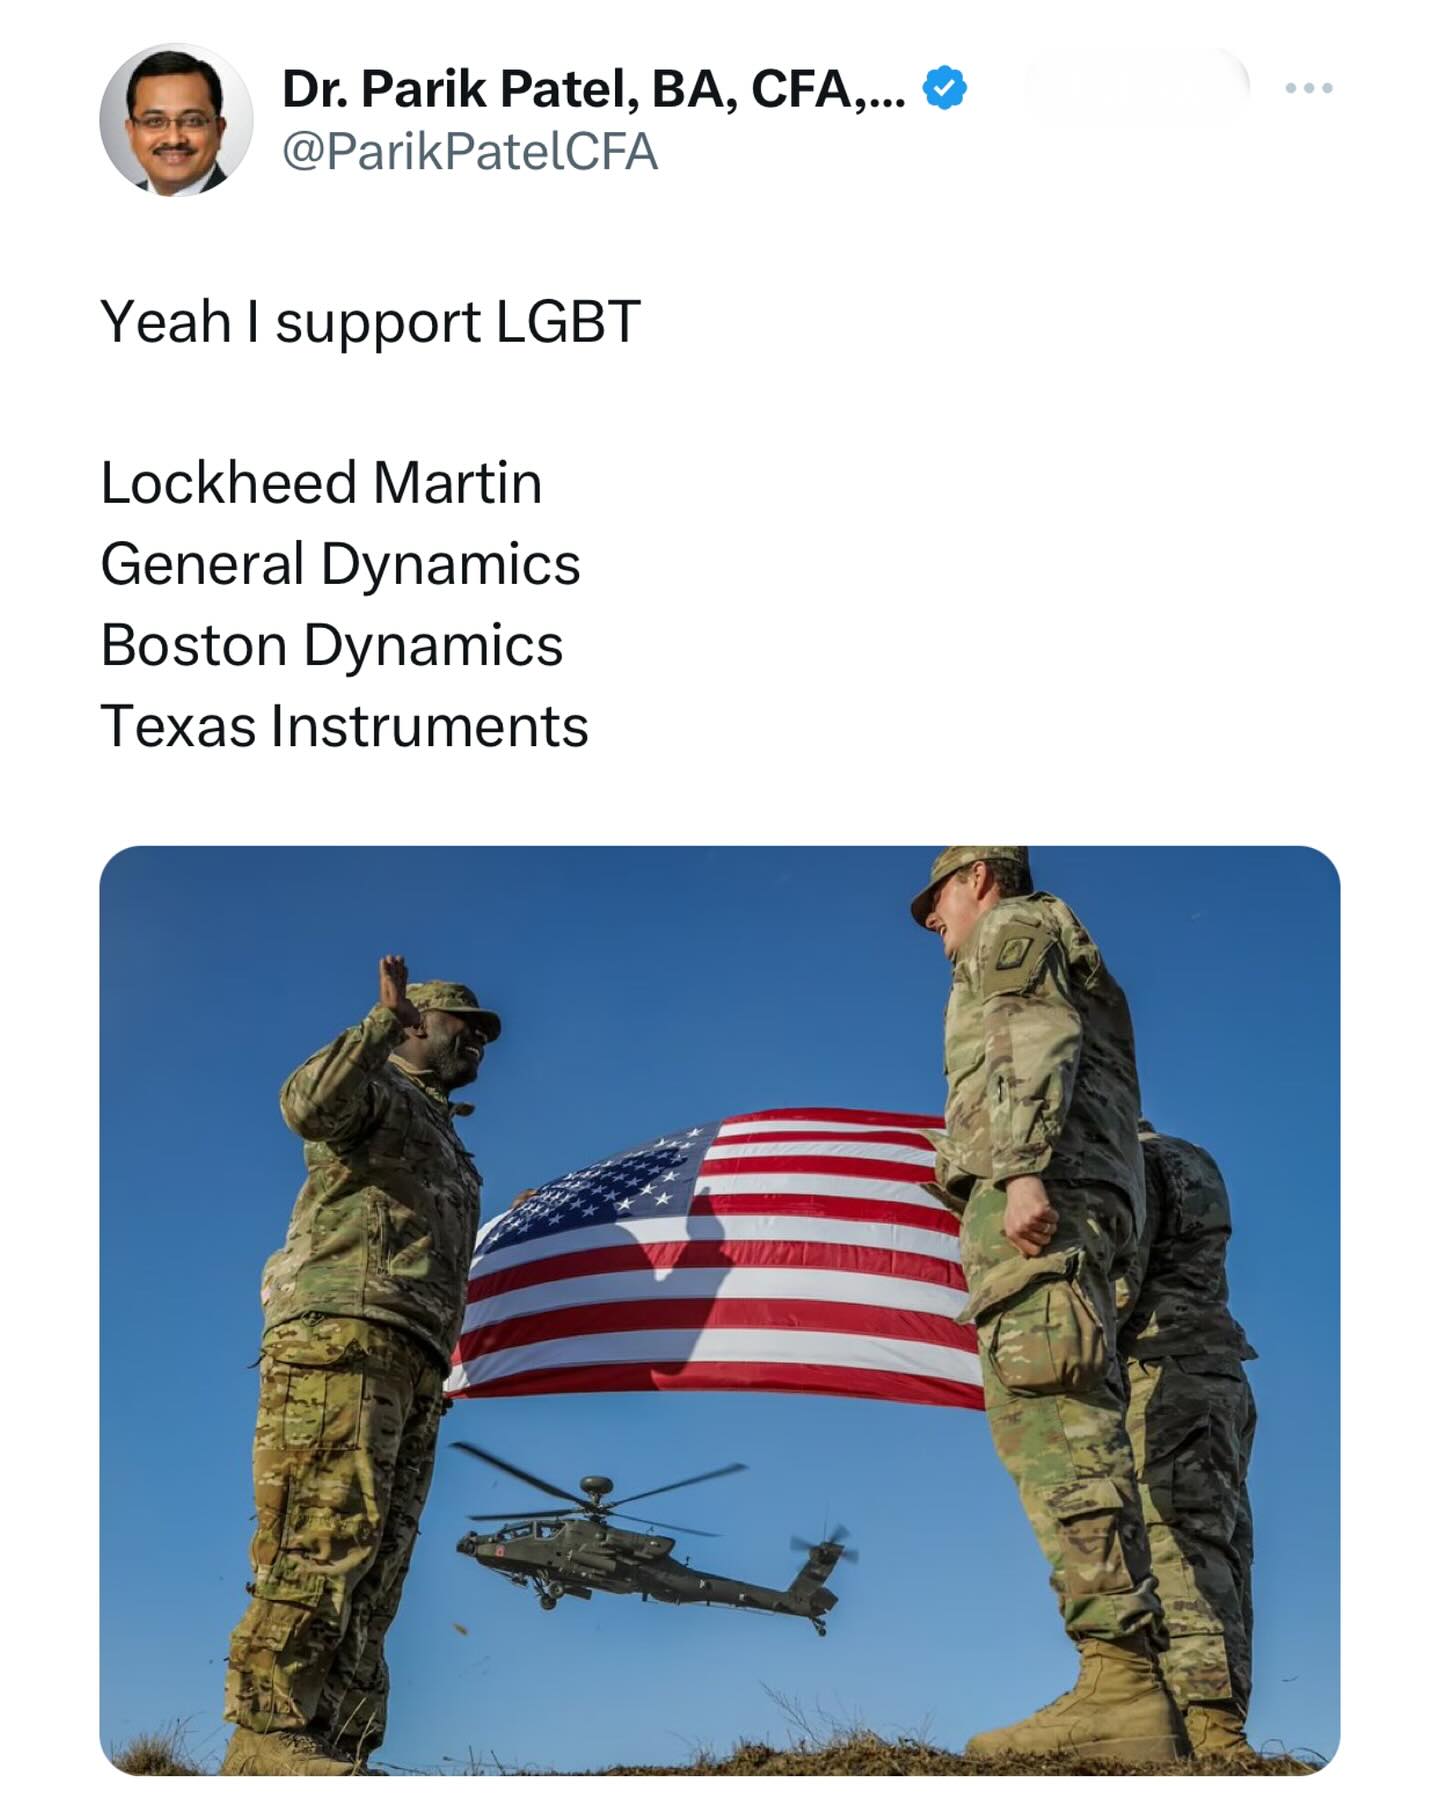 Dr. Parik Patel, BA, CFA,...
@ParikPatelCFA
Yeah I support LGBT
Lockheed Martin
General Dynamics
Boston Dynamics
Texas Instruments